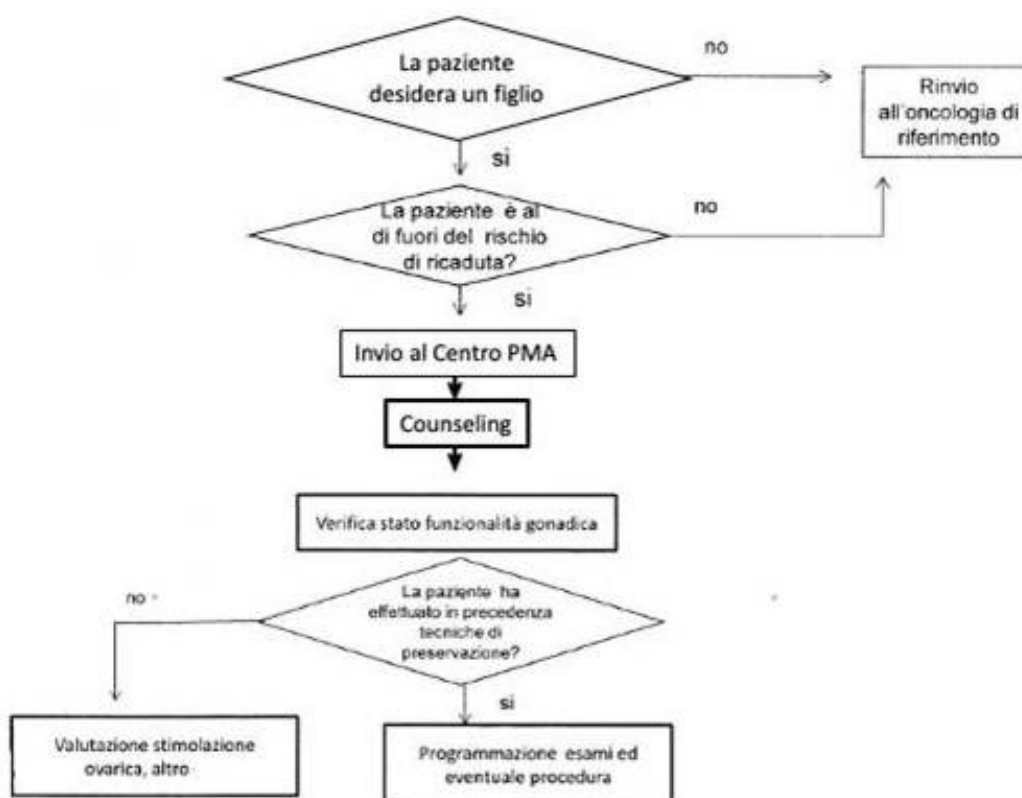 La paziente
desidera un figlio
no
Rinvio
all'oncologia di
riferimento
si
La paziente è al
di fuori del rischio
di ricaduta?
no
si
Invio al Centro PMA
Counseling
Verifica stato funzionalità gonadica
La paziente ha
effettuato in precedenza
tecniche di
preservazione?
no
si
Valutazione stimolazione
ovarica, altro
Programmazione esami ed
eventuale procedura